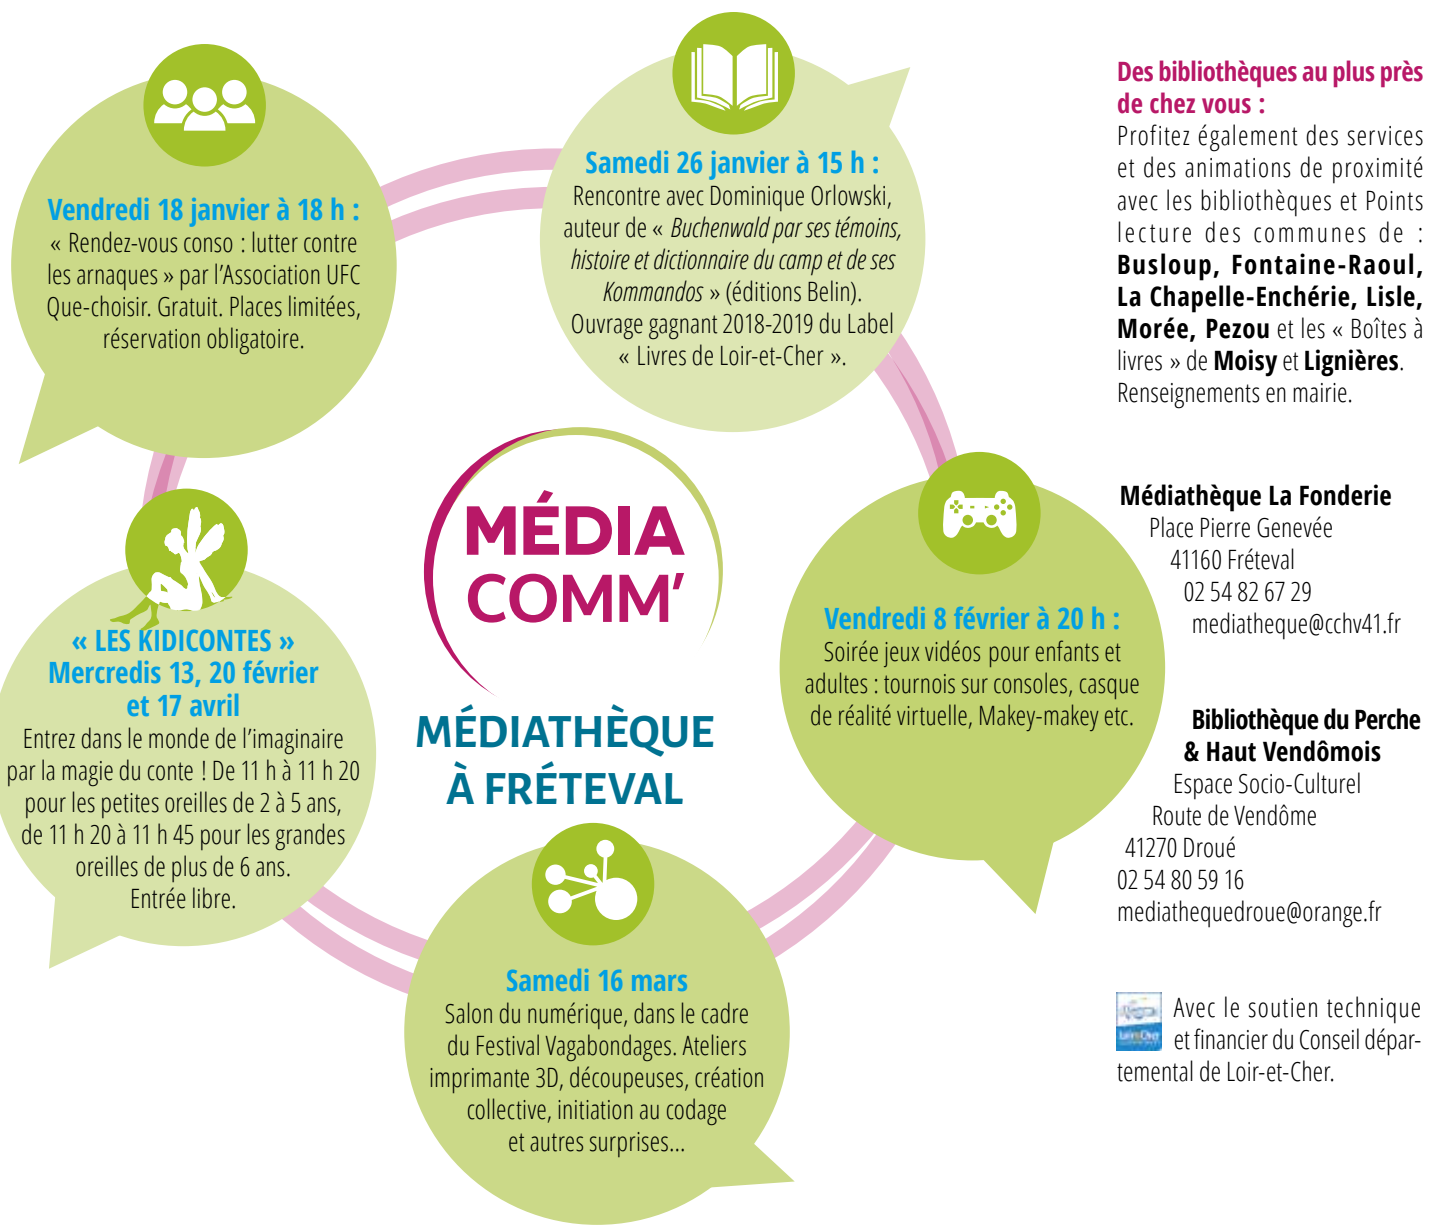 Vendredi 18 janvier à 18 h :
« Rendez-vous conso : lutter contre
les arnaques » par l’Association UFC
Que-choisir. Gratuit. Places limitées,
réservation obligatoire.
Samedi 26 janvier à 15 h :
Rencontre avec Dominique Orlowski,
auteur de « Buchenwald par ses témoins,
histoire et dictionnaire du camp et de ses
Kommandos » (éditions Belin).
Ouvrage gagnant 2018-2019 du Label
« Livres de Loir-et-Cher ».
Vendredi 8 février à 20 h :
Soirée jeux vidéos pour enfants et
adultes : tournois sur consoles, casque
de réalité virtuelle, Makey-makey etc.
« LES KIDICONTES »
Mercredis 13, 20 février
et 17 avril
Entrez dans le monde de l’imaginaire
par la magie du conte ! De 11 h à 11 h 20
pour les petites oreilles de 2 à 5 ans,
de 11 h 20 à 11 h 45 pour les grandes
oreilles de plus de 6 ans.
Entrée libre.
MÉDIA
COMM’
MÉDIATHÈQUE
À FRÉTEVAL
Samedi 16 mars
Salon du numérique, dans le cadre
du Festival Vagabondages. Ateliers
imprimante 3D, découpeuses, création
collective, initiation au codage
et autres surprises...
Des bibliothèques au plus près
de chez vous :
Profitez également des services
et des animations de proximité
avec les bibliothèques et Points
lecture des communes de :
Busloup, Fontaine-Raoul,
La Chapelle-Enchérie, Lisle,
Morée, Pezou et les « Boîtes à
livres » de Moisy et Lignières.
Renseignements en mairie.
Médiathèque La Fonderie
Place Pierre Genevée
41160 Fréteval
02 54 82 67 29
mediatheque@cchv41.fr
Bibliothèque du Perche
& Haut Vendômois
Espace Socio-Culturel
Route de Vendôme
41270 Droué
02 54 80 59 16
mediathequedroue@orange.fr
Avec le soutien technique
et financier du Conseil dépar-
temental de Loir-et-Cher.